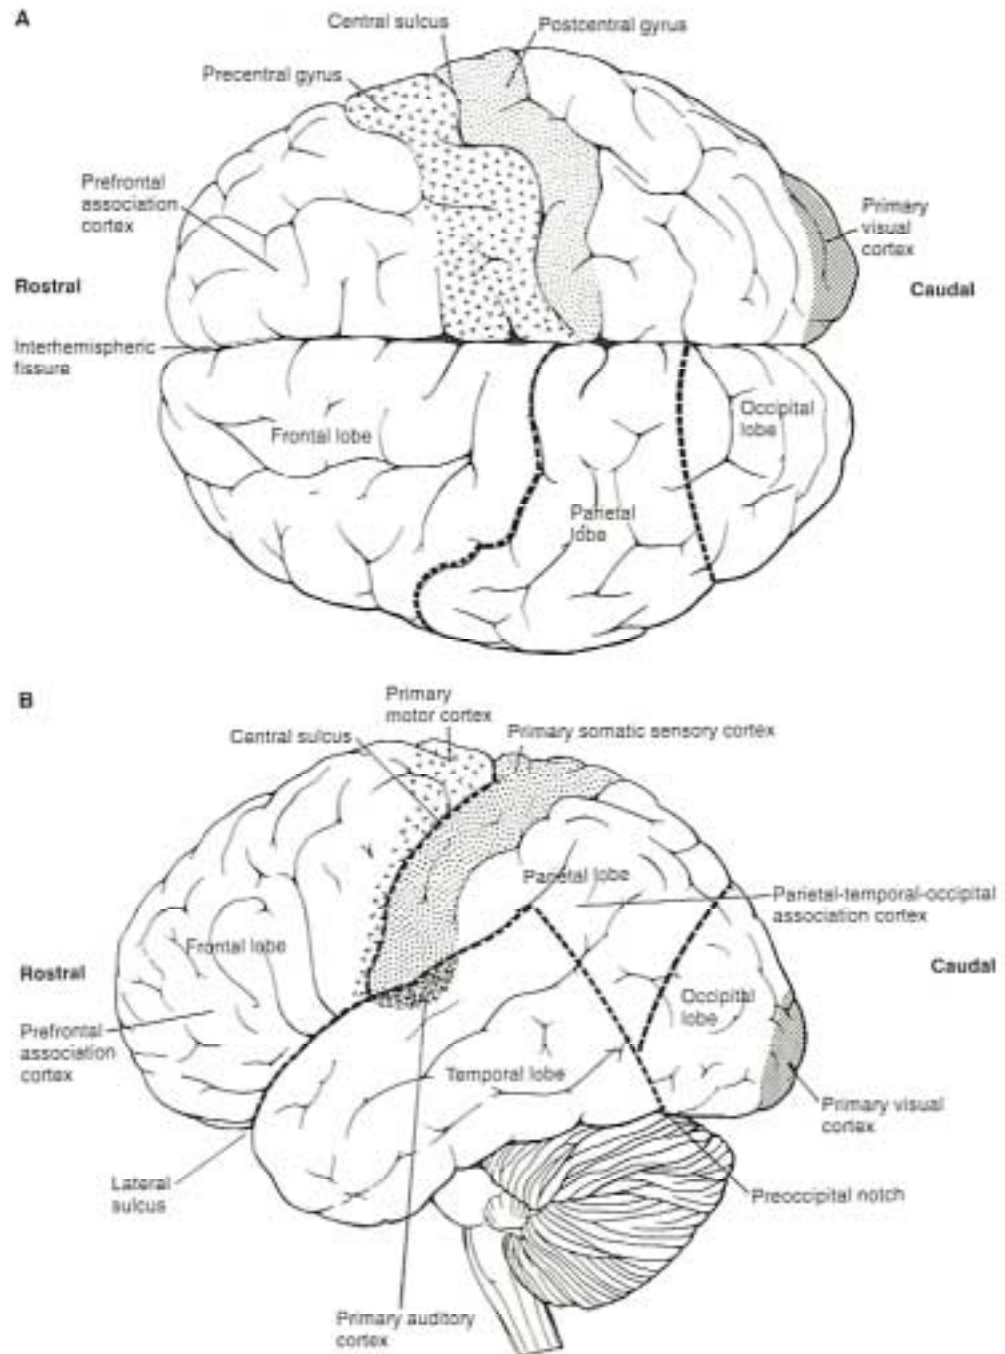 A
Central sulcus
Postcentral gyrus
Precentral gyrus
Prefrontal
association
cortex
Primary
visual
cortex
Rostral
Caudal
Interhemispheric
fissure
Frontal lobe
Occipital
lobe
Parietal
lobe
B
Primary
motor cortex
Central sulcus
Primary somatic sensory cortex
Parietal lobe
Parietal-temporal-occipital
association cortex
Frontal lobe
Rostral
Caudal
Occipital
lobe
Prefrontal
association
cortex
Temporal lobe
Primary visual
cortex
Lateral
sulcus
Preoccipital notch
Primary auditory
cortex